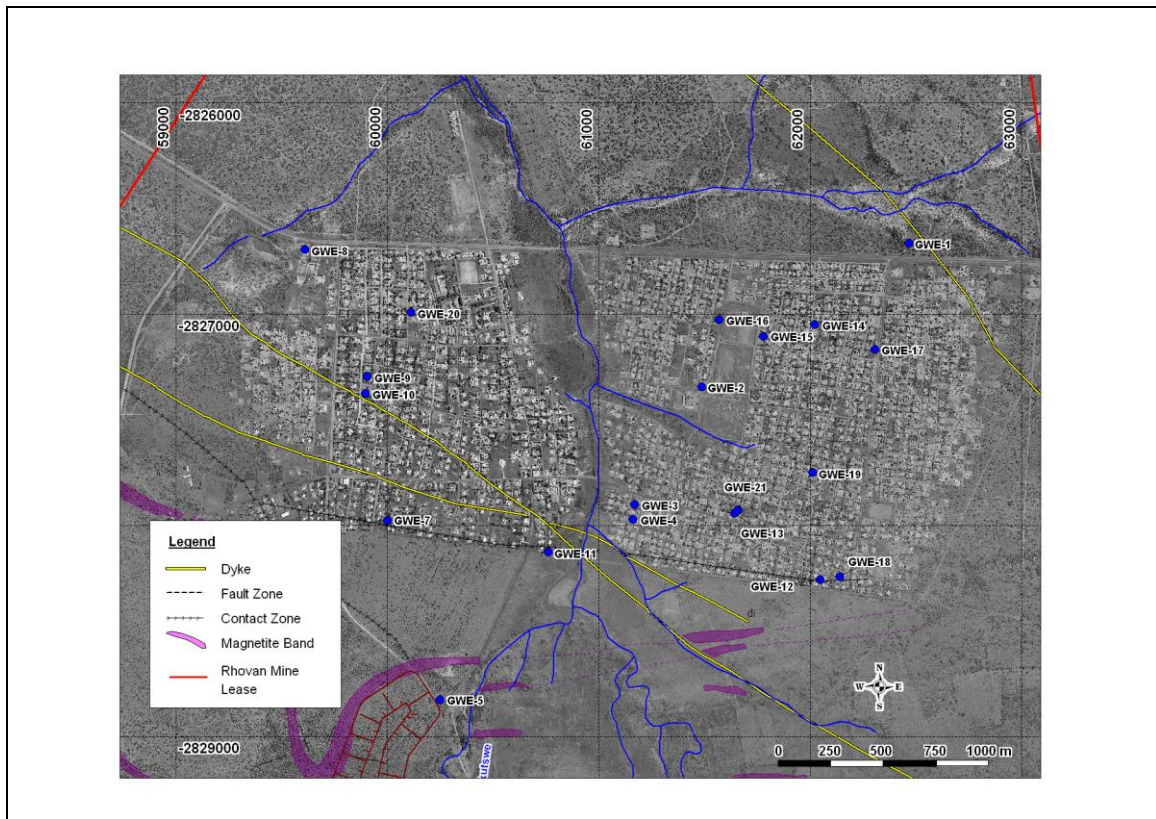 59000
-2826000
60000
61000
62000
63000
GWE-1
GWE-8
GWE-20
-2827000
GWE-16
GWE-14
GWE-15
GWE-17
GWE-9
GWE-10
GWE-2
GWE-19
GWE-3
GWE-21
GWE-4
GWE-13
GWE-7
GWE-11
GWE-12
GWE-18
di
Legend
Dyke
Fault Zone
Contact Zone
Magnetite Band
Rhovan Mine
Lease
GWE-5
N
W E
S
-2829000
0 250 500 750 1000 m
utswe